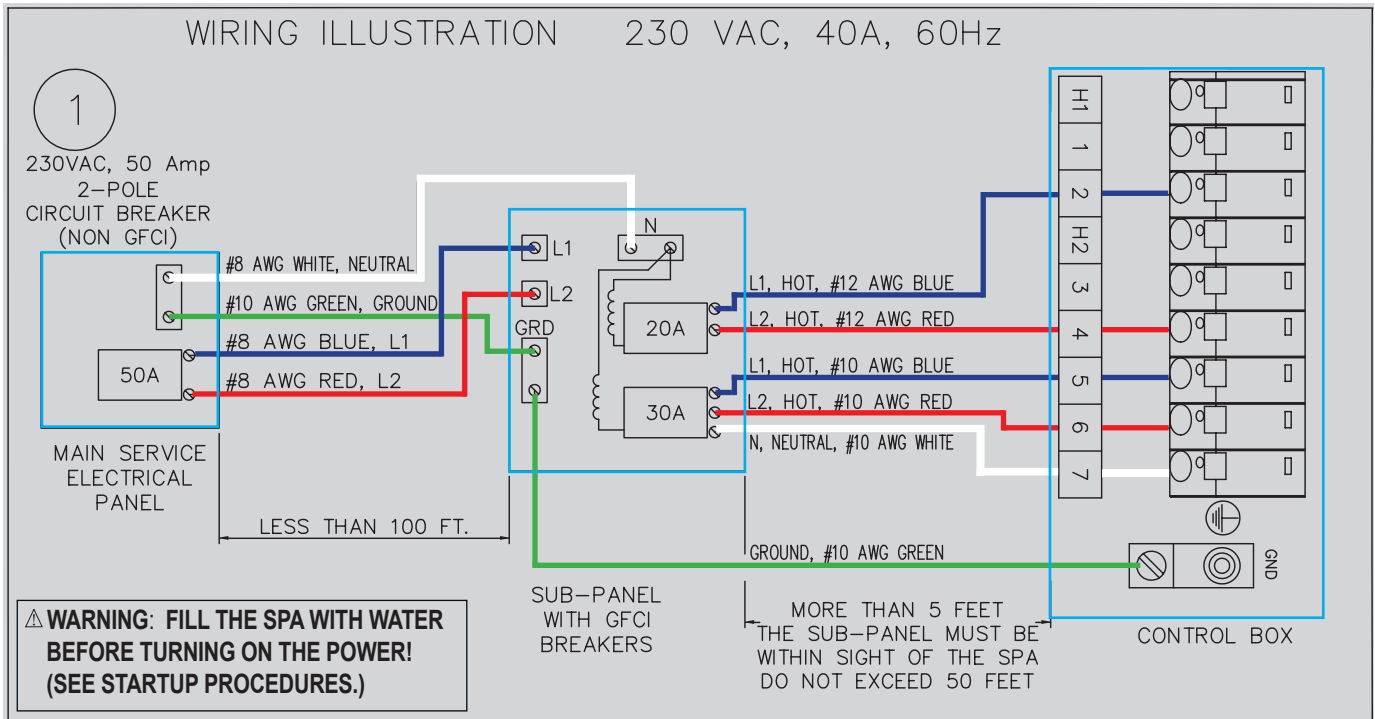 WIRING ILLUSTRATION 230 VAC, 40A, 60Hz
1
230VAC, 50 Amp
2-POLE
CIRCUIT BREAKER
(NON GFCI)
#8 AWG WHITE, NEUTRAL
#10 AWG GREEN, GROUND
#8 AWG BLUE, L1
#8 AWG RED, L2
50A
MAIN SERVICE
ELECTRICAL
PANEL
LESS THAN 100 FT.
L1
N
L2
GRD
20A
30A
SUB-PANEL
WITH GFCI
BREAKERS
L1, HOT, #12 AWG BLUE
L2, HOT, #12 AWG RED
L1, HOT, #10 AWG BLUE
L2, HOT, #10 AWG RED
N, NEUTRAL, #10 AWG WHITE
GROUND, #10 AWG GREEN
MORE THAN 5 FEET
THE SUB-PANEL MUST BE
WITHIN SIGHT OF THE SPA
DO NOT EXCEED 50 FEET
H1
1
2
H2
3
4
5
6
7
GND
CONTROL BOX
⚠ WARNING: FILL THE SPA WITH WATER
BEFORE TURNING ON THE POWER!
(SEE STARTUP PROCEDURES.)